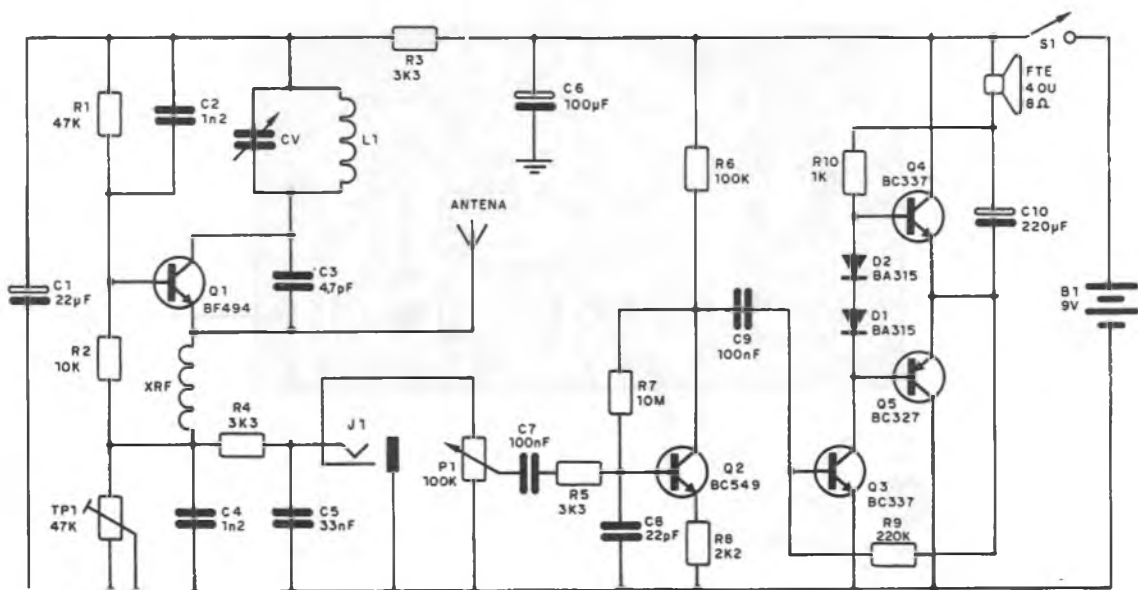 R1
47K
C2
1n2
CV
L1
R3
3K3
C6
100µF
S1
FTE
4OU
8Ω
R6
100K
R10
1K
Q4
BC337
C10
220µF
ANTENA
C1
22µF
Q1
BF494
C3
4,7pF
D2
BA315
D1
BA315
B1
9V
R2
10K
XRF
C9
100nF
R7
10M
Q5
BC327
R4
3K3
J1
P1
100K
C7
100nF
R5
3K3
Q2
BC549
Q3
BC337
TP1
47K
C4
1n2
C5
33nF
C8
22pF
R8
2K2
R9
220K